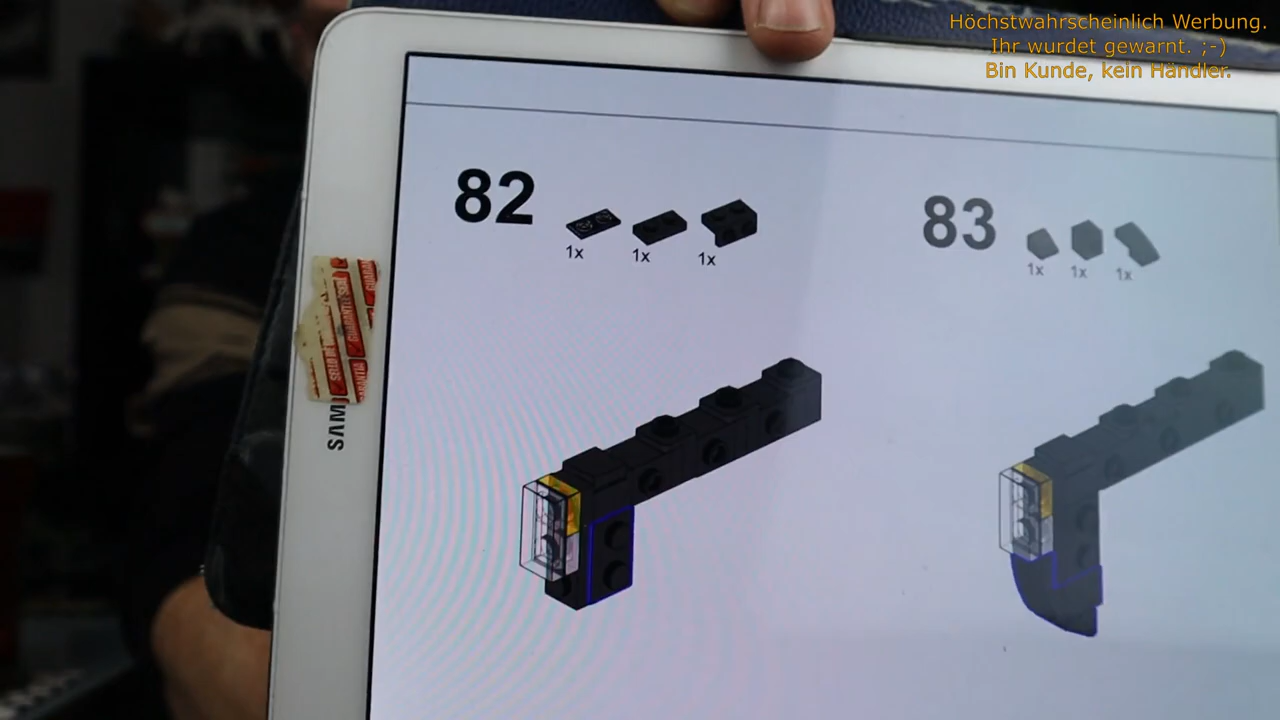 Höchstwahrscheinlich Werbung.
Ihr wurdet gewarnt. ;-)
Bin Kunde, kein Händler.
82
1x 1x 1x
83
1x 1x 1x
SAM